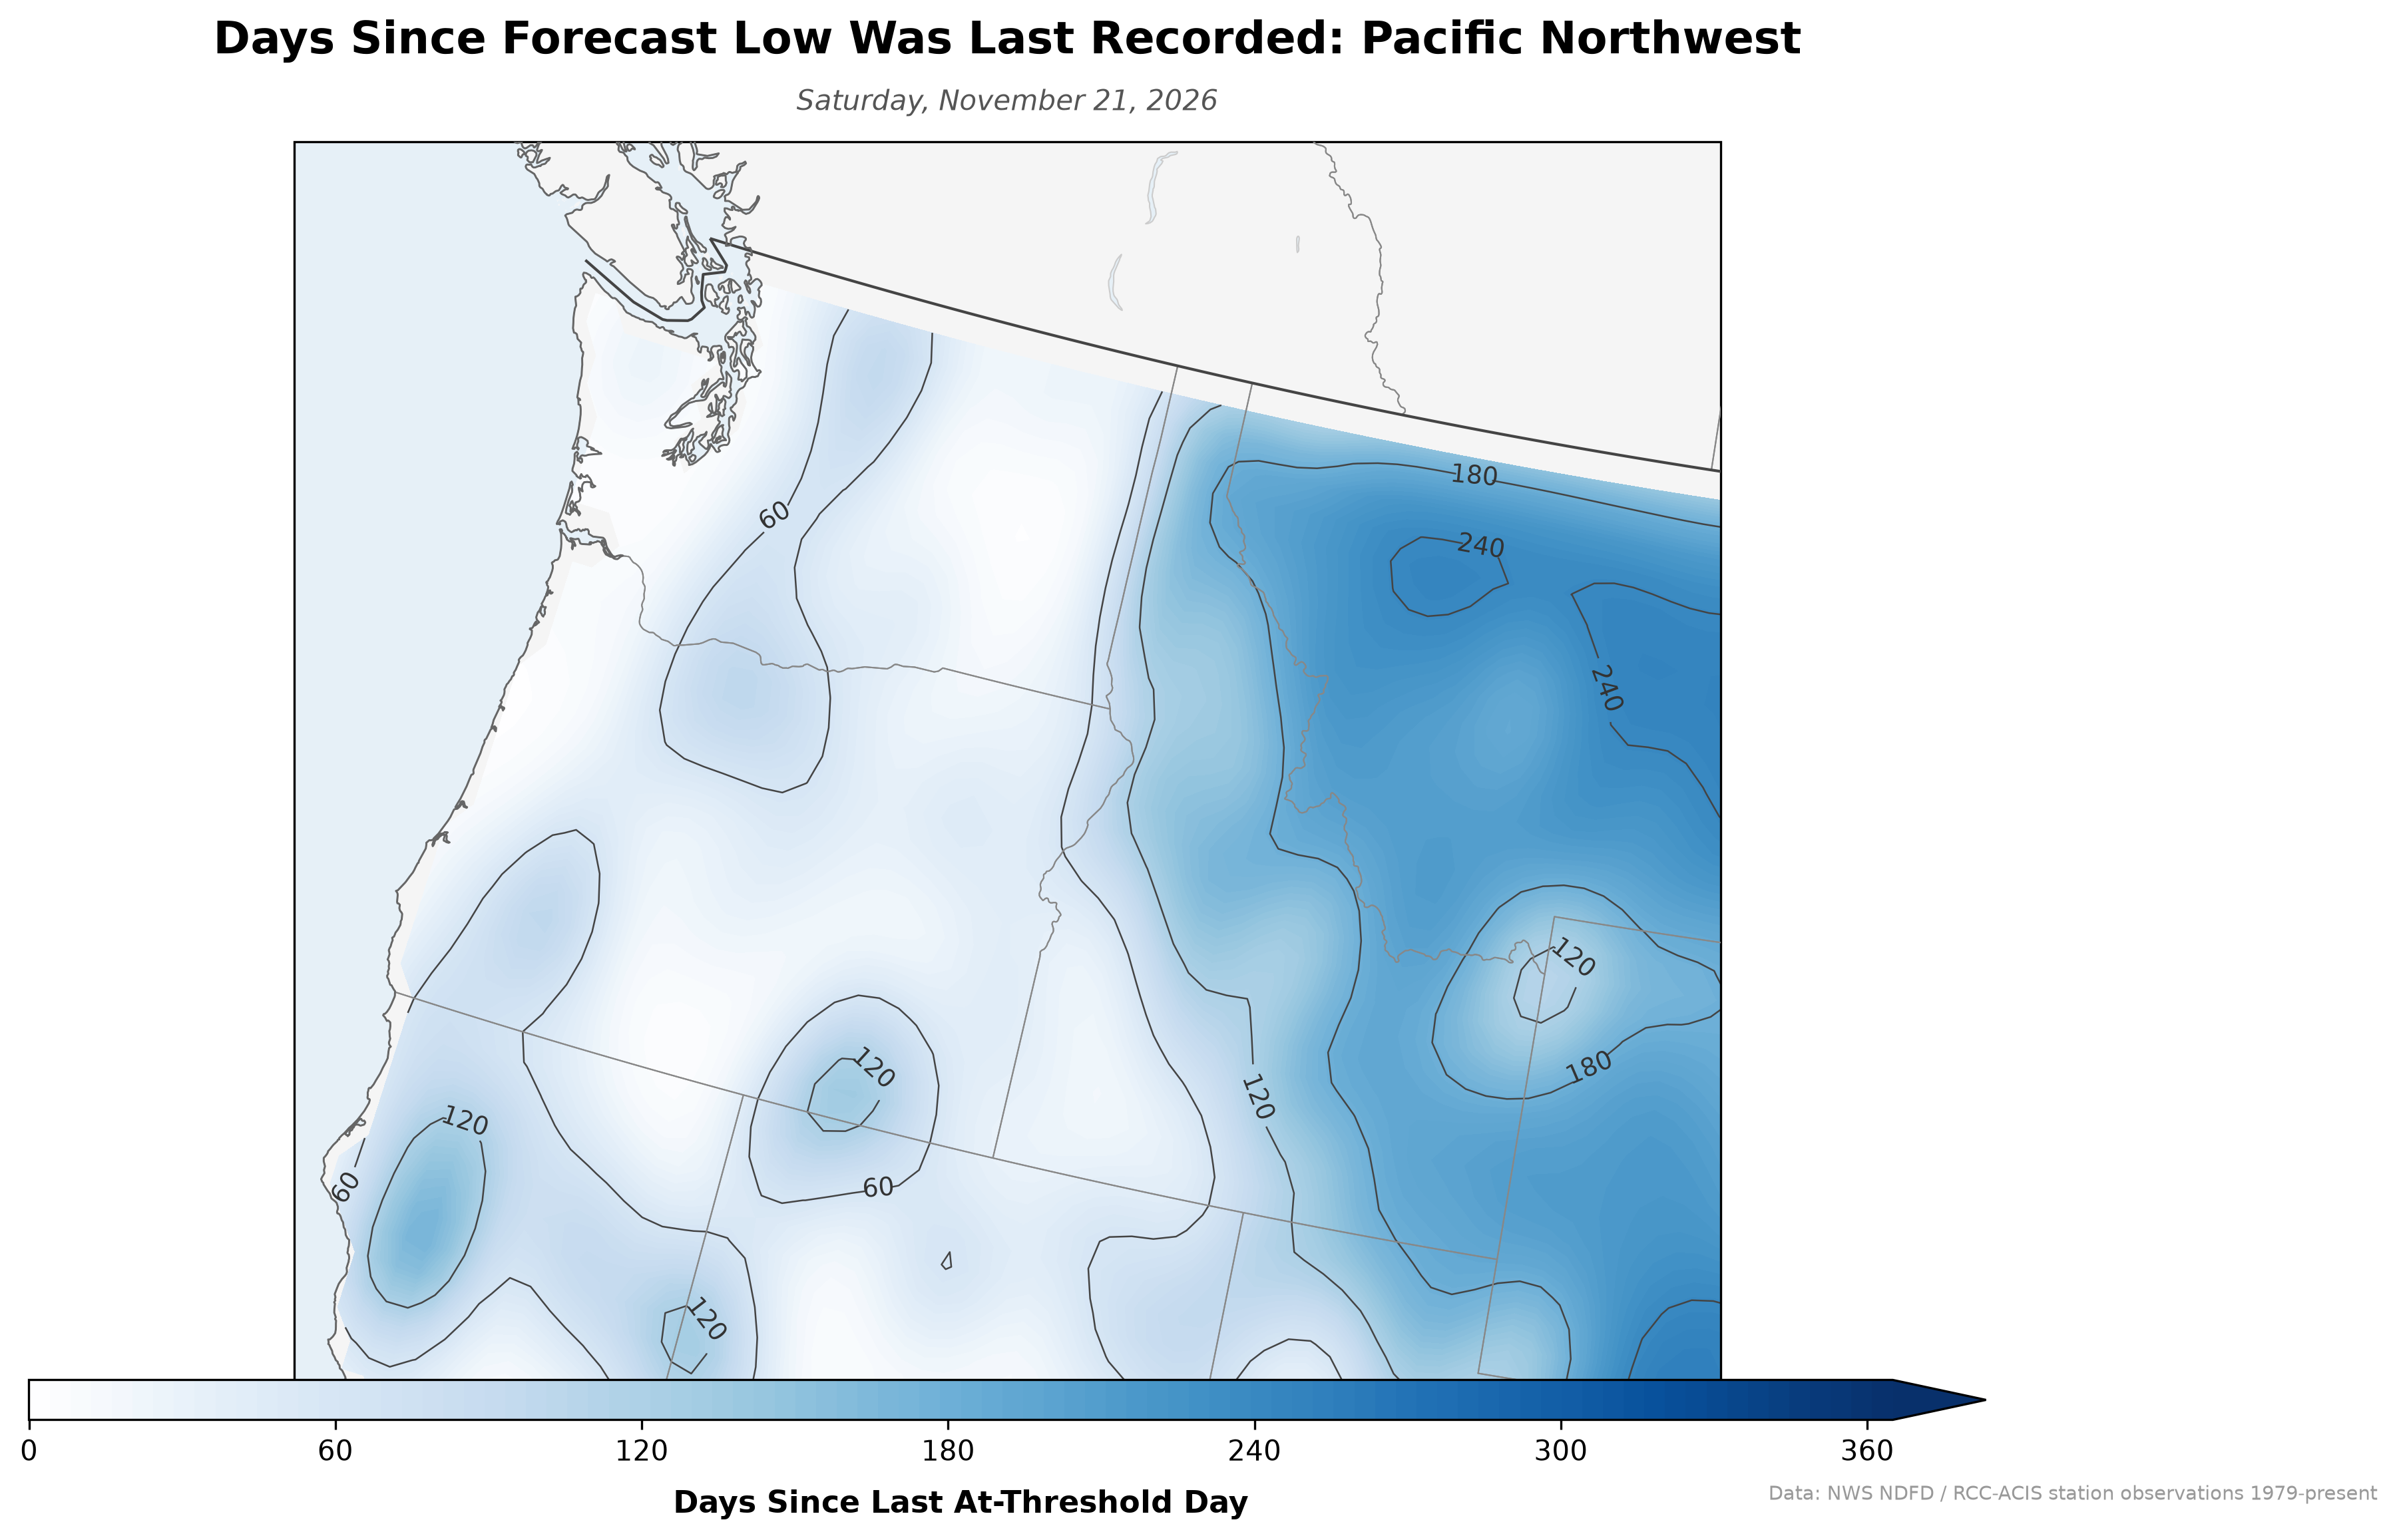 Days Since Forecast Low Was Last Recorded: Pacific Northwest
Saturday, November 21, 2026
180
240
60
240
120
120
180
120
120
60
60
120
0 60 120 180 240 300 360
Days Since Last At-Threshold Day
Data: NWS NDFD / RCC-ACIS station observations 1979-present